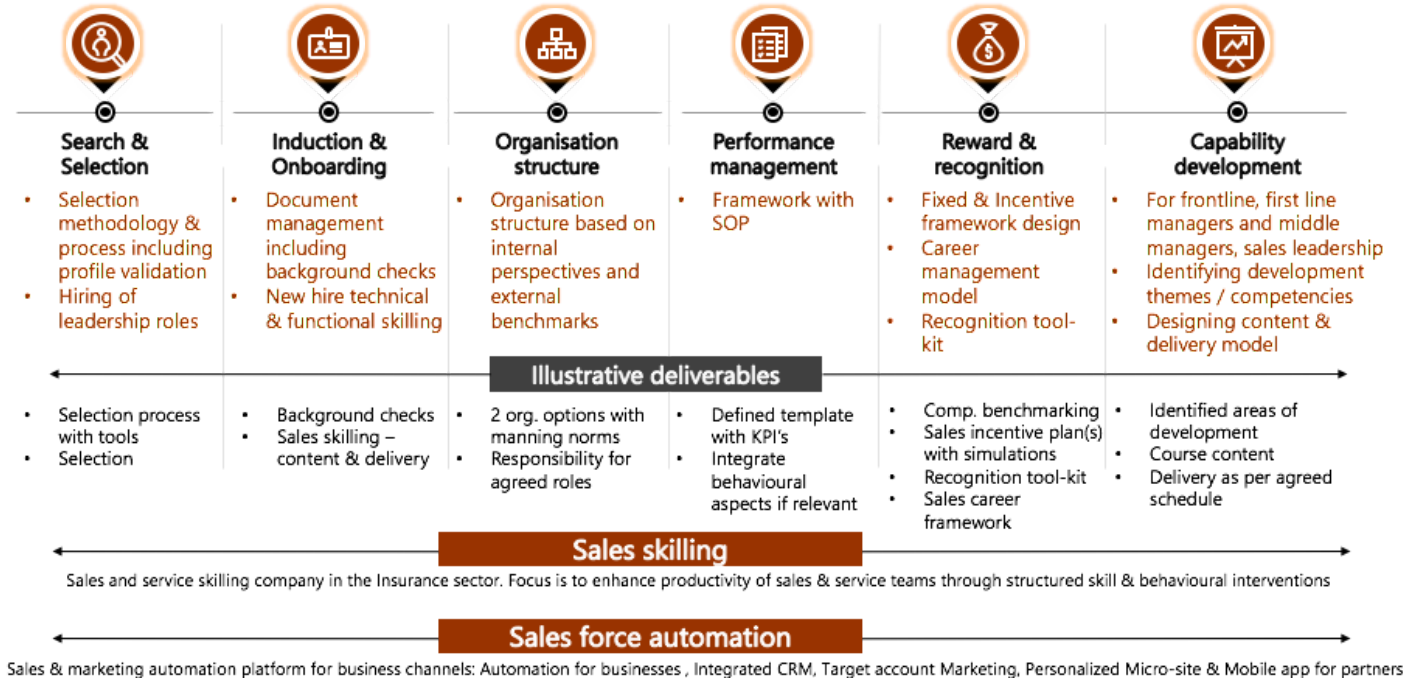 Search &
Selection
• Selection
methodology &
process including
profile validation
• Hiring of
leadership roles
Induction &
Onboarding
• Document
management
including
background checks
• New hire technical
& functional skilling
Organisation
structure
• Organisation
structure based on
internal
perspectives and
external
benchmarks
Performance
management
• Framework with
SOP
Reward &
recognition
• Fixed & Incentive
framework design
• Career
management
model
• Recognition tool-
kit
Capability
development
• For frontline, first line
managers and middle
managers, sales leadership
• Identifying development
themes / competencies
• Designing content &
delivery model
Illustrative deliverables
• Selection process
with tools
• Selection
• Background checks
• Sales skilling –
content & delivery
• 2 org. options with
manning norms
• Responsibility for
agreed roles
• Defined template
with KPI's
• Integrate
behavioural
aspects if relevant
• Comp. benchmarking
• Sales incentive plan(s)
with simulations
• Recognition tool-kit
• Sales career
framework
• Identified areas of
development
• Course content
• Delivery as per agreed
schedule
Sales skilling
Sales and service skilling company in the Insurance sector. Focus is to enhance productivity of sales & service teams through structured skill & behavioural interventions
Sales force automation
Sales & marketing automation platform for business channels: Automation for businesses , Integrated CRM, Target account Marketing, Personalized Micro-site & Mobile app for partners